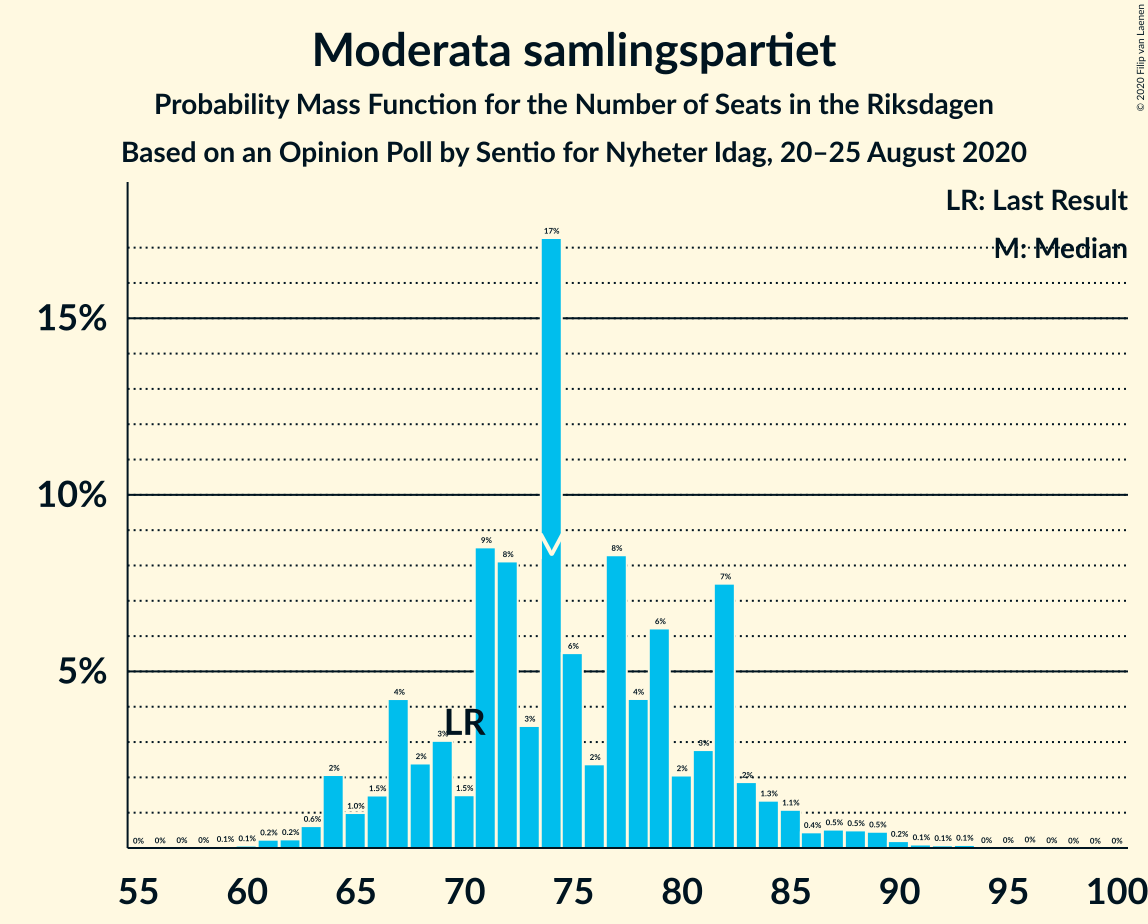 Moderata samlingspartiet
Probability Mass Function for the Number of Seats in the Riksdagen
Based on an Opinion Poll by Sentio for Nyheter Idag, 20–25 August 2020
© 2020 Filip van Laenen
LR: Last Result
M: Median
15%
10%
5%
0% 0% 0% 0% 0.1% 0.1% 0.2% 0.2% 0.6% 2% 1.0% 1.5% 4% 2% 3% 1.5% 9% 8% 3% 17% 6% 2% 8% 4% 6% 2% 3% 7% 2% 1.3% 1.1% 0.4% 0.5% 0.5% 0.5% 0.2% 0.1% 0.1% 0.1% 0% 0% 0% 0% 0% 0% 0%
LR
55 60 65 70 75 80 85 90 95 100